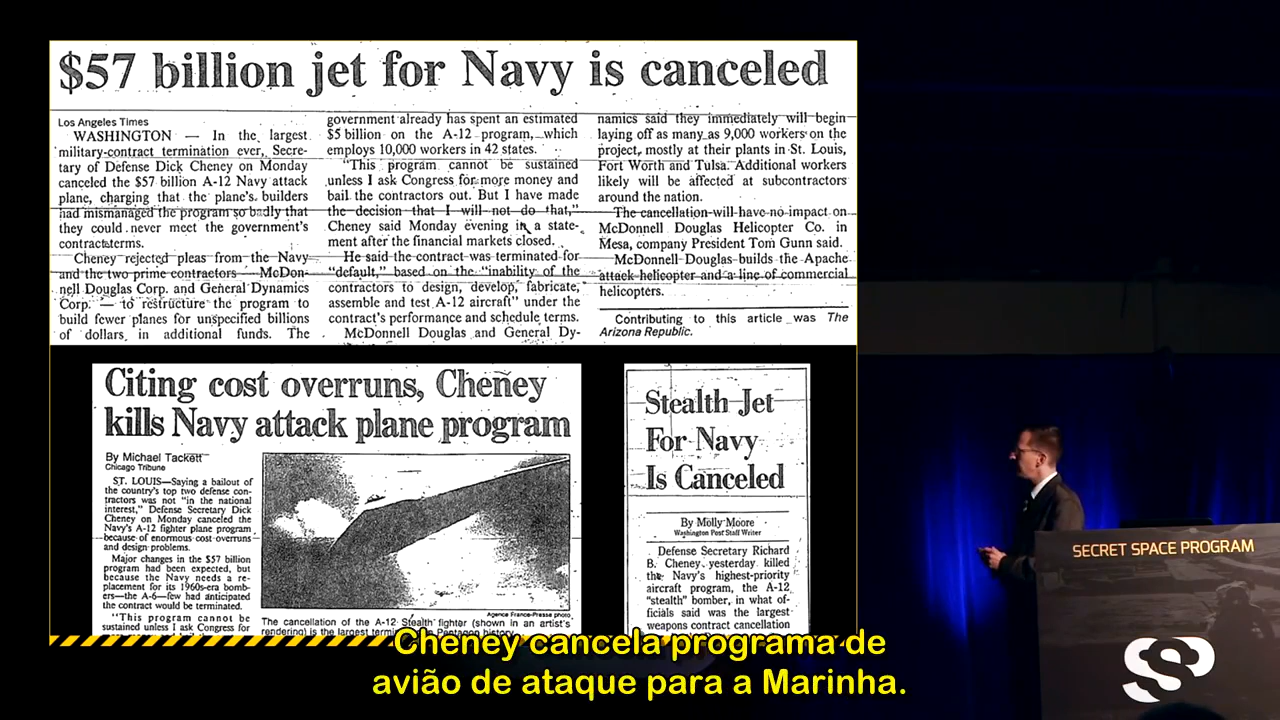 $57 billion jet for Navy is canceled
Los Angeles Times
WASHINGTON — In the largest
military-contract termination ever, Secre-
tary of Defense Dick Cheney on Monday
canceled the $57 billion A-12 Navy attack
plane, charging that the plane's builders
had mismanaged the program so badly that
they could never meet the government's
contract terms.
Cheney rejected pleas from the Navy
and the two prime contractors — McDon-
nell Douglas Corp. and General Dynamics
Corp. — to restructure the program to
build fewer planes for unspecified billions
of dollars in additional funds. The
government already has spent an estimated
$5 billion on the A-12 program, which
employs 10,000 workers in 42 states.
"This program cannot be sustained
unless I ask Congress for more money and
bail the contractors out. But I have made
the decision that I will not do that,"
Cheney said Monday evening in a state-
ment after the financial markets closed.
He said the contract was terminated for
"default," based on the "inability of the
contractors to design, develop, fabricate,
assemble and test A-12 aircraft" under the
contract's performance and schedule terms.
McDonnell Douglas and General Dy-
namics said they immediately will begin
laying off as many as 9,000 workers on the
project, mostly at their plants in St. Louis,
Fort Worth and Tulsa. Additional workers
likely will be affected at subcontractors
around the nation.
The cancellation will have no impact on
McDonnell Douglas Helicopter Co. in
Mesa, company President Tom Gunn said.
McDonnell Douglas builds the Apache
attack helicopter and a line of commercial
helicopters.
Contributing to this article was The
Arizona Republic.
Citing cost overruns, Cheney
kills Navy attack plane program
By Michael Tackett
Chicago Tribune
ST. LOUIS—Saying a bailout of
the country's top two defense con-
tractors was not "in the national
interest," Defense Secretary Dick
Cheney on Monday canceled the
Navy's A-12 fighter plane program
because of enormous cost overruns
and design problems.
Major changes in the $57 billion
program had been expected, but
because the Navy needs a re-
placement for its 1960s-era bomb-
ers—the A-6—few had anticipated
the contract would be terminated.
"This program cannot be
sustained unless I ask Congress for
Agence France-Presse photo
The cancellation of the A-12 Stealth fighter (shown in an artist's
rendering) is the largest Pentagon history.
Stealth Jet
For Navy
Is Canceled
By Molly Moore
Washington Post Staff Writer
Defense Secretary Richard
B. Cheney yesterday killed
the Navy's highest-priority
aircraft program, the A-12
"stealth" bomber, in what of-
ficials said was the largest
weapons contract cancellation
SECRET SPACE PROGRAM
SSP
Cheney cancela programa de
avião de ataque para a Marinha.